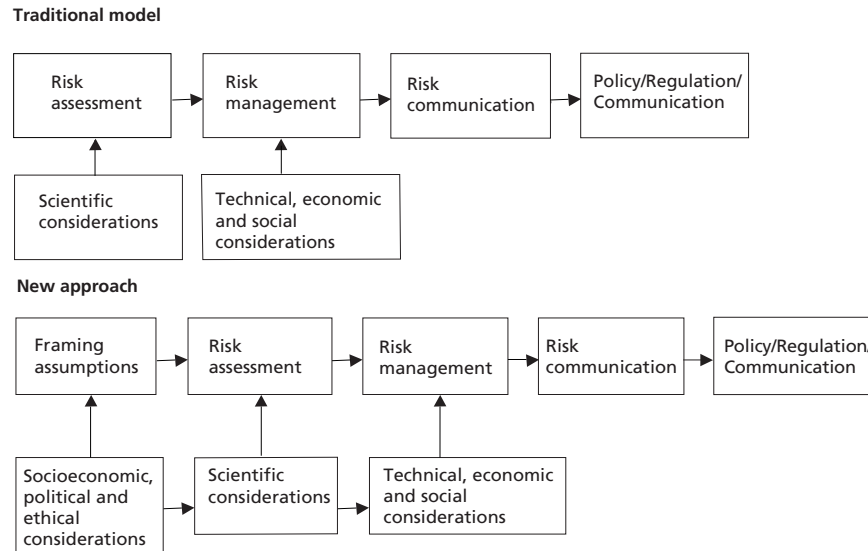 Traditional model
Risk
assessment
Risk
management
Risk
communication
Policy/Regulation/
Communication
Scientific
considerations
Technical, economic
and social
considerations
New approach
Framing
assumptions
Risk
assessment
Risk
management
Risk
communication
Policy/Regulation/
Communication
Socioeconomic,
political and
ethical
considerations
Scientific
considerations
Technical, economic
and social
considerations